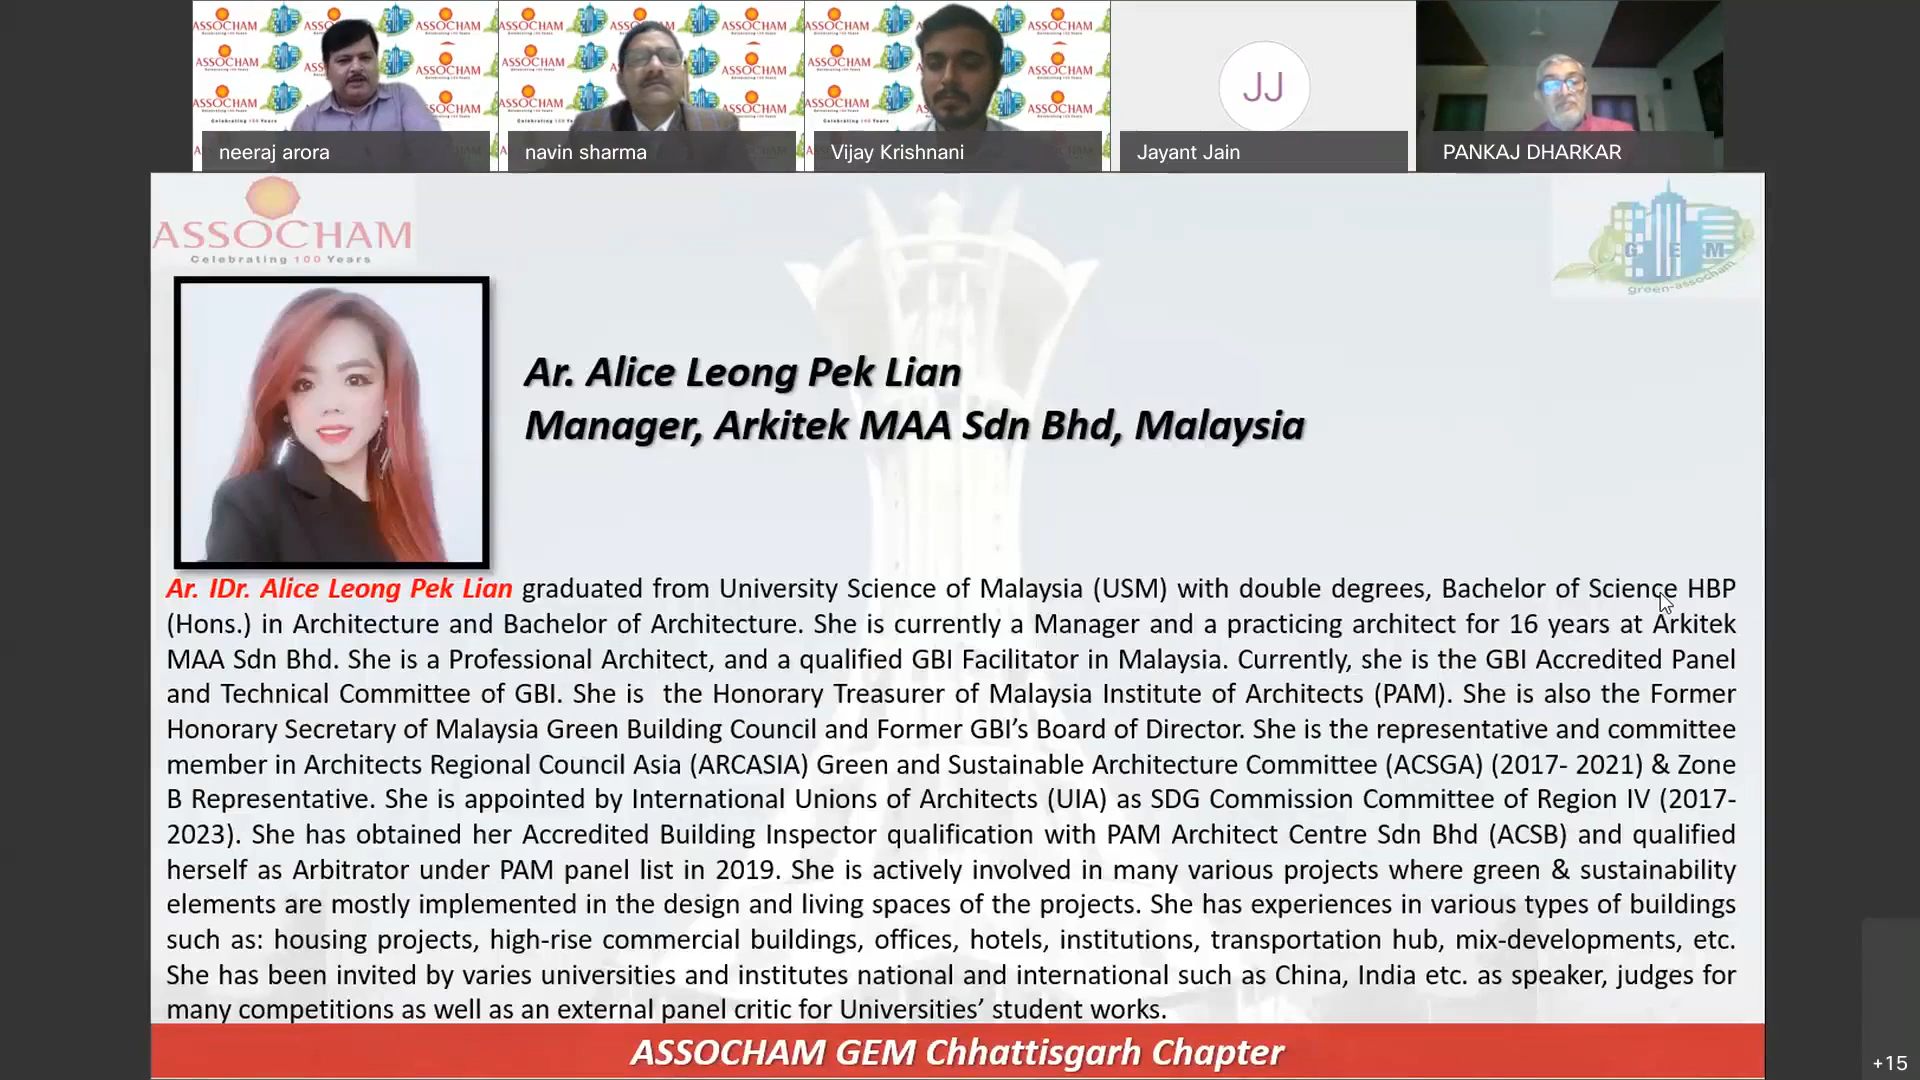 neeraj arora
navin sharma
Vijay Krishnani
JJ
Jayant Jain
PANKAJ DHARKAR
ASSOCHAM
Celebrating 100 Years
G E M
green-assocham
Ar. Alice Leong Pek Lian
Manager, Arkitek MAA Sdn Bhd, Malaysia
Ar. IDr. Alice Leong Pek Lian graduated from University Science of Malaysia (USM) with double degrees, Bachelor of Science HBP
(Hons.) in Architecture and Bachelor of Architecture. She is currently a Manager and a practicing architect for 16 years at Arkitek
MAA Sdn Bhd. She is a Professional Architect, and a qualified GBI Facilitator in Malaysia. Currently, she is the GBI Accredited Panel
and Technical Committee of GBI. She is the Honorary Treasurer of Malaysia Institute of Architects (PAM). She is also the Former
Honorary Secretary of Malaysia Green Building Council and Former GBI's Board of Director. She is the representative and committee
member in Architects Regional Council Asia (ARCASIA) Green and Sustainable Architecture Committee (ACSGA) (2017- 2021) & Zone
B Representative. She is appointed by International Unions of Architects (UIA) as SDG Commission Committee of Region IV (2017-
2023). She has obtained her Accredited Building Inspector qualification with PAM Architect Centre Sdn Bhd (ACSB) and qualified
herself as Arbitrator under PAM panel list in 2019. She is actively involved in many various projects where green & sustainability
elements are mostly implemented in the design and living spaces of the projects. She has experiences in various types of buildings
such as: housing projects, high-rise commercial buildings, offices, hotels, institutions, transportation hub, mix-developments, etc.
She has been invited by varies universities and institutes national and international such as China, India etc. as speaker, judges for
many competitions as well as an external panel critic for Universities' student works.
ASSOCHAM GEM Chhattisgarh Chapter
+15